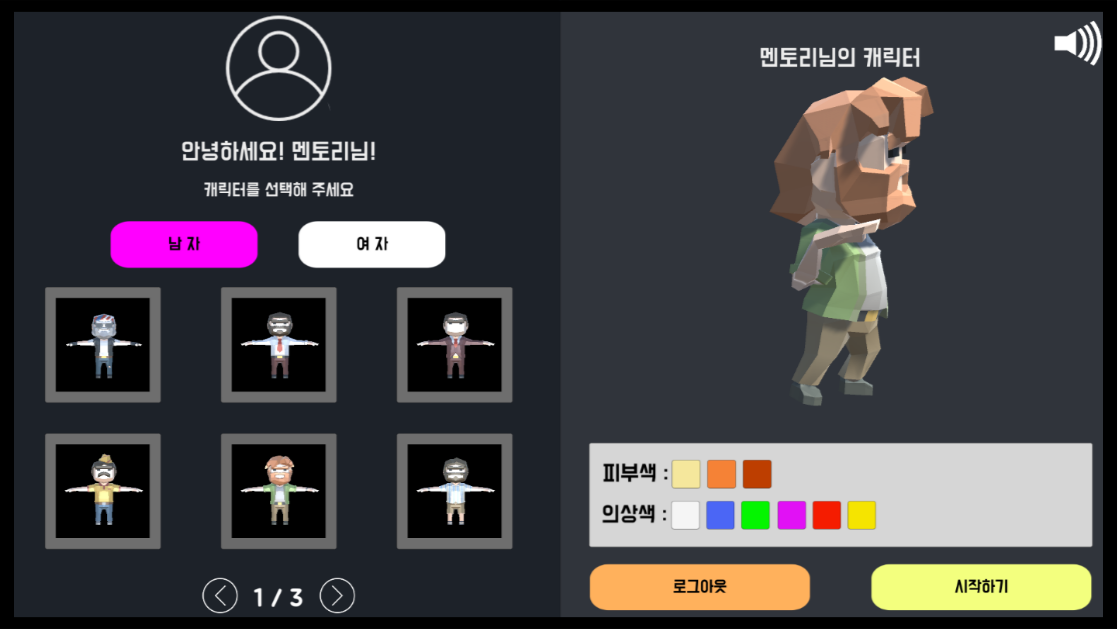 안녕하세요! 멘토리님!
캐릭터를 선택해 주세요
남 자
여 자
1 / 3
멘토리님의 캐릭터
피부색 :
의상색 :
로그아웃
시작하기